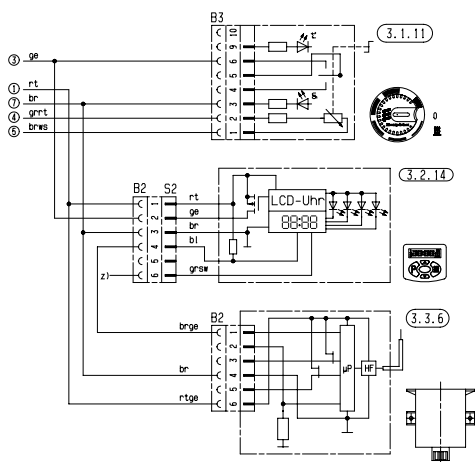 B3
3.1.11
10
9
8
7
6
5
4
3
2
1
3 ge
1 rt
7 br
4 grrt
5 brws
0
B2 S2
3.2.14
1
2
3
4
5
6
rt
ge
br
bl
grsw
z)
LCD-Uhr
88:88
P
B2
3.3.6
1
2
3
4
5
6
brge
br
rtge
µP
HF